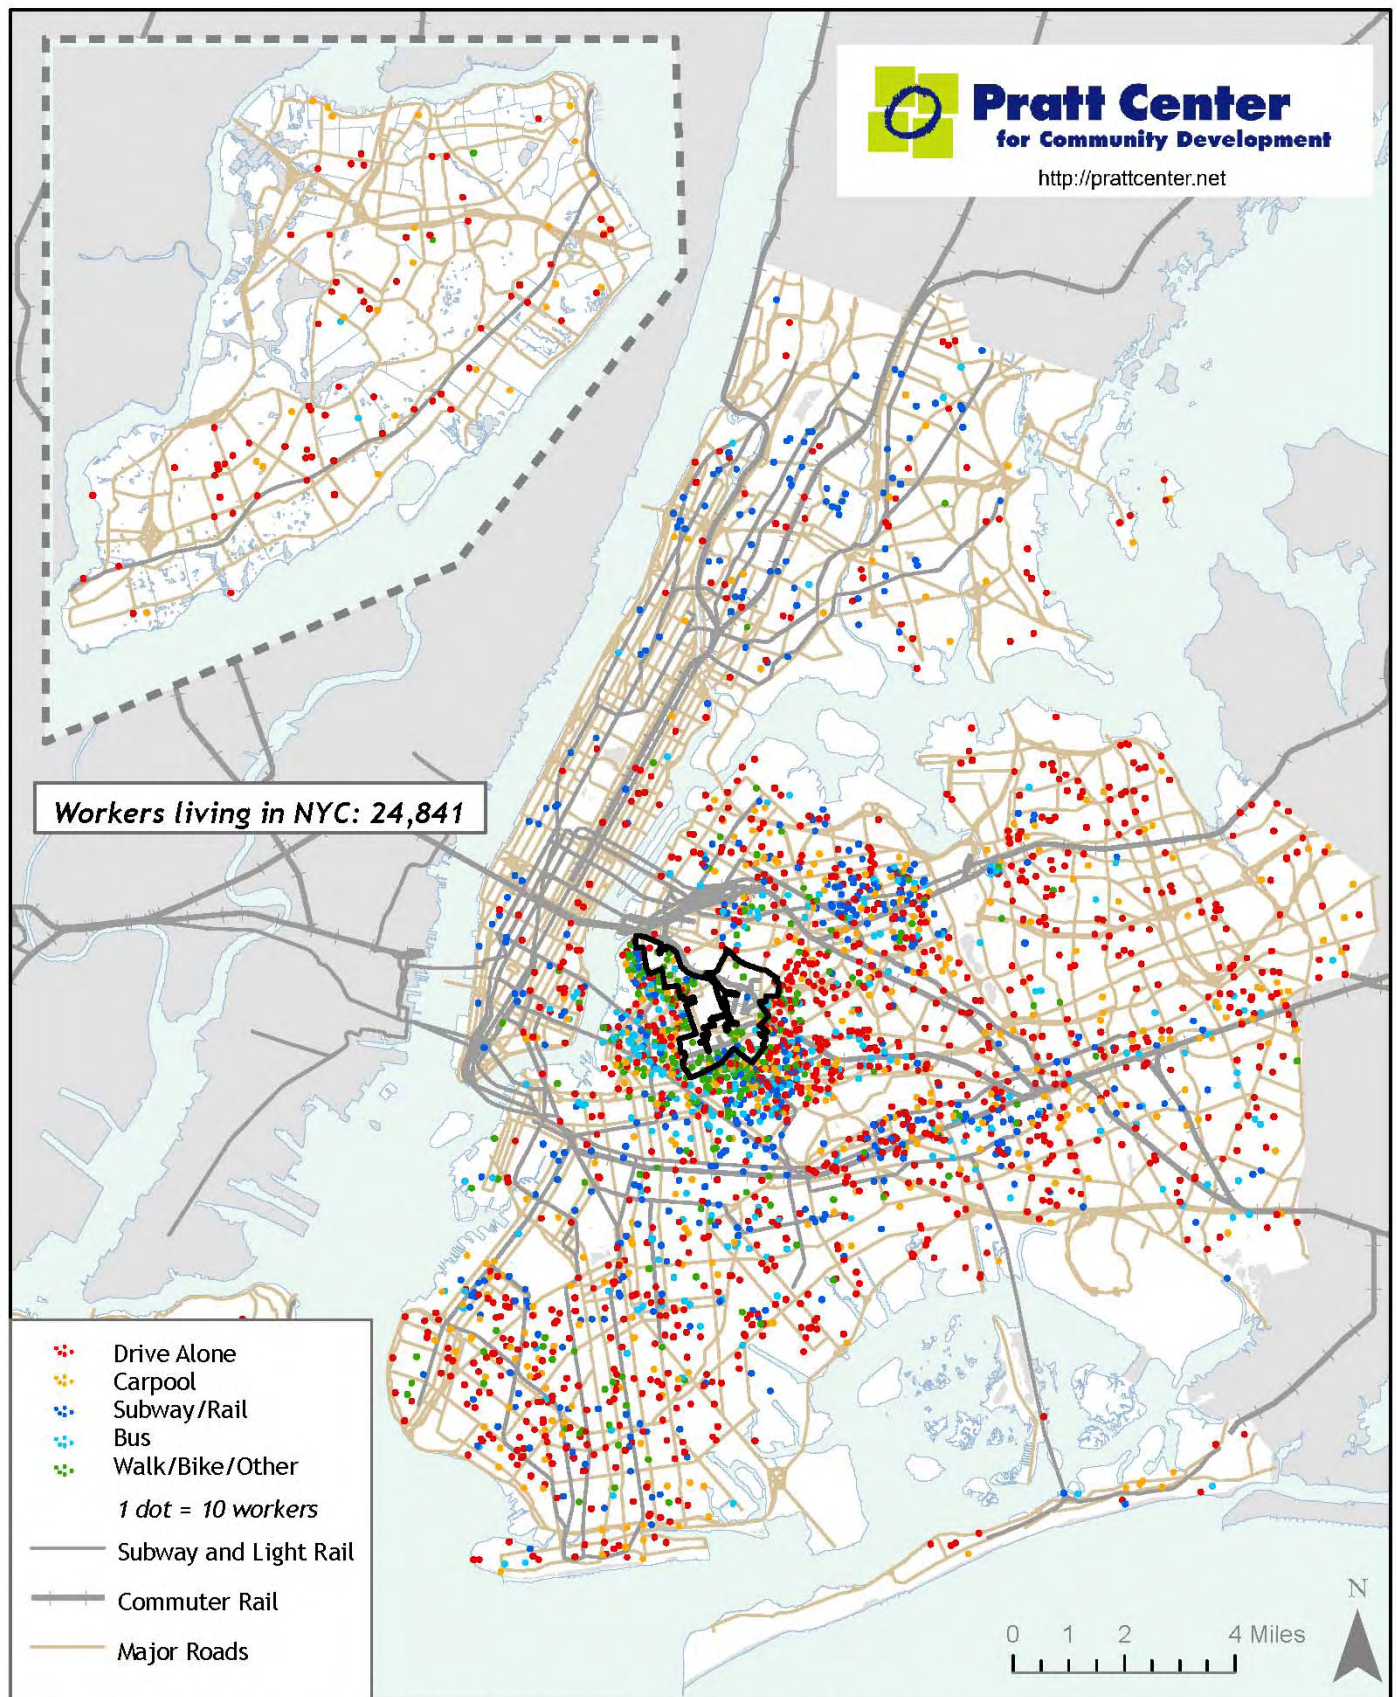 Pratt Center
for Community Development
http://prattcenter.net
Workers living in NYC: 24,841
Drive Alone
Carpool
Subway/Rail
Bus
Walk/Bike/Other
1 dot = 10 workers
Subway and Light Rail
Commuter Rail
Major Roads
0 1 2 4 Miles
N